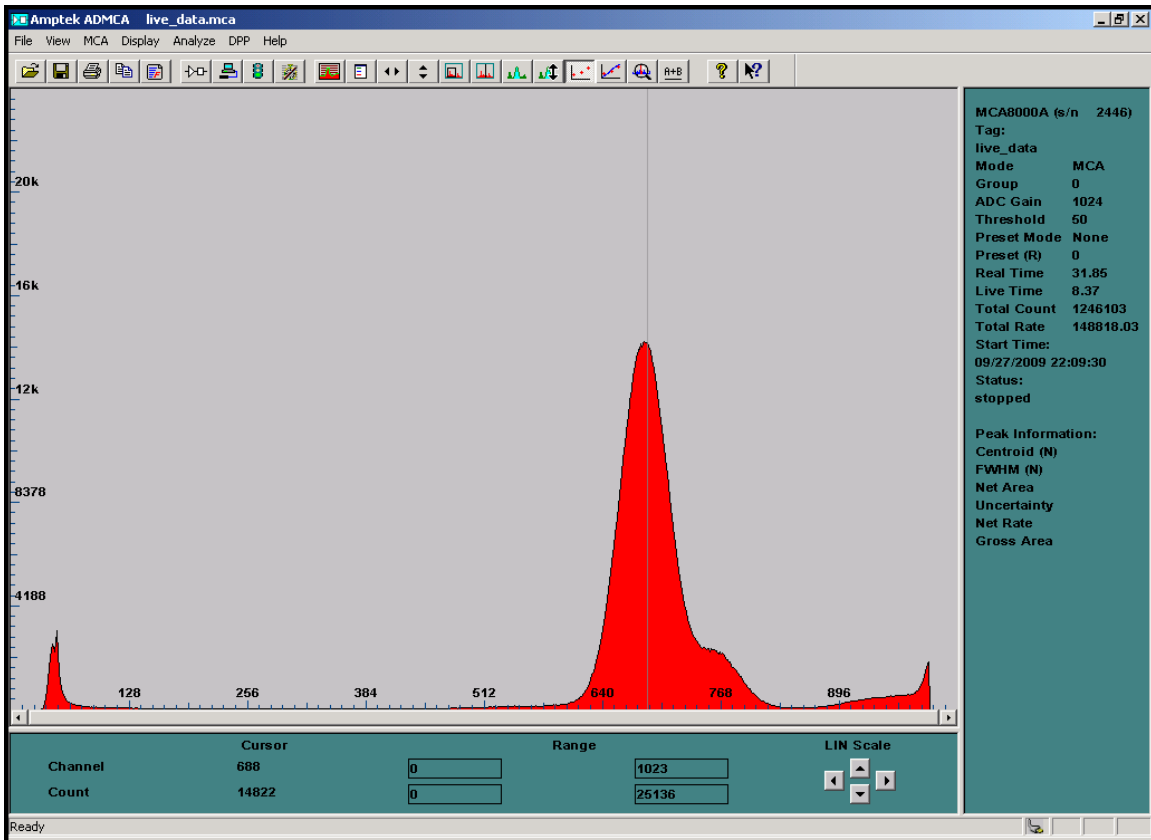 Amptek ADMCA live_data.mca
File View MCA Display Analyze DPP Help
A+B
20k
16k
12k
8378
4188
128 256 384 512 640 768 896
MCA8000A (s/n 2446)
Tag:
live_data
Mode MCA
Group 0
ADC Gain 1024
Threshold 50
Preset Mode None
Preset (R) 0
Real Time 31.85
Live Time 8.37
Total Count 1246103
Total Rate 148818.03
Start Time:
09/27/2009 22:09:30
Status:
stopped
Peak Information:
Centroid (N)
FWHM (N)
Net Area
Uncertainty
Net Rate
Gross Area
Cursor Range LIN Scale
Channel 688 0 1023
Count 14822 0 25136
Ready